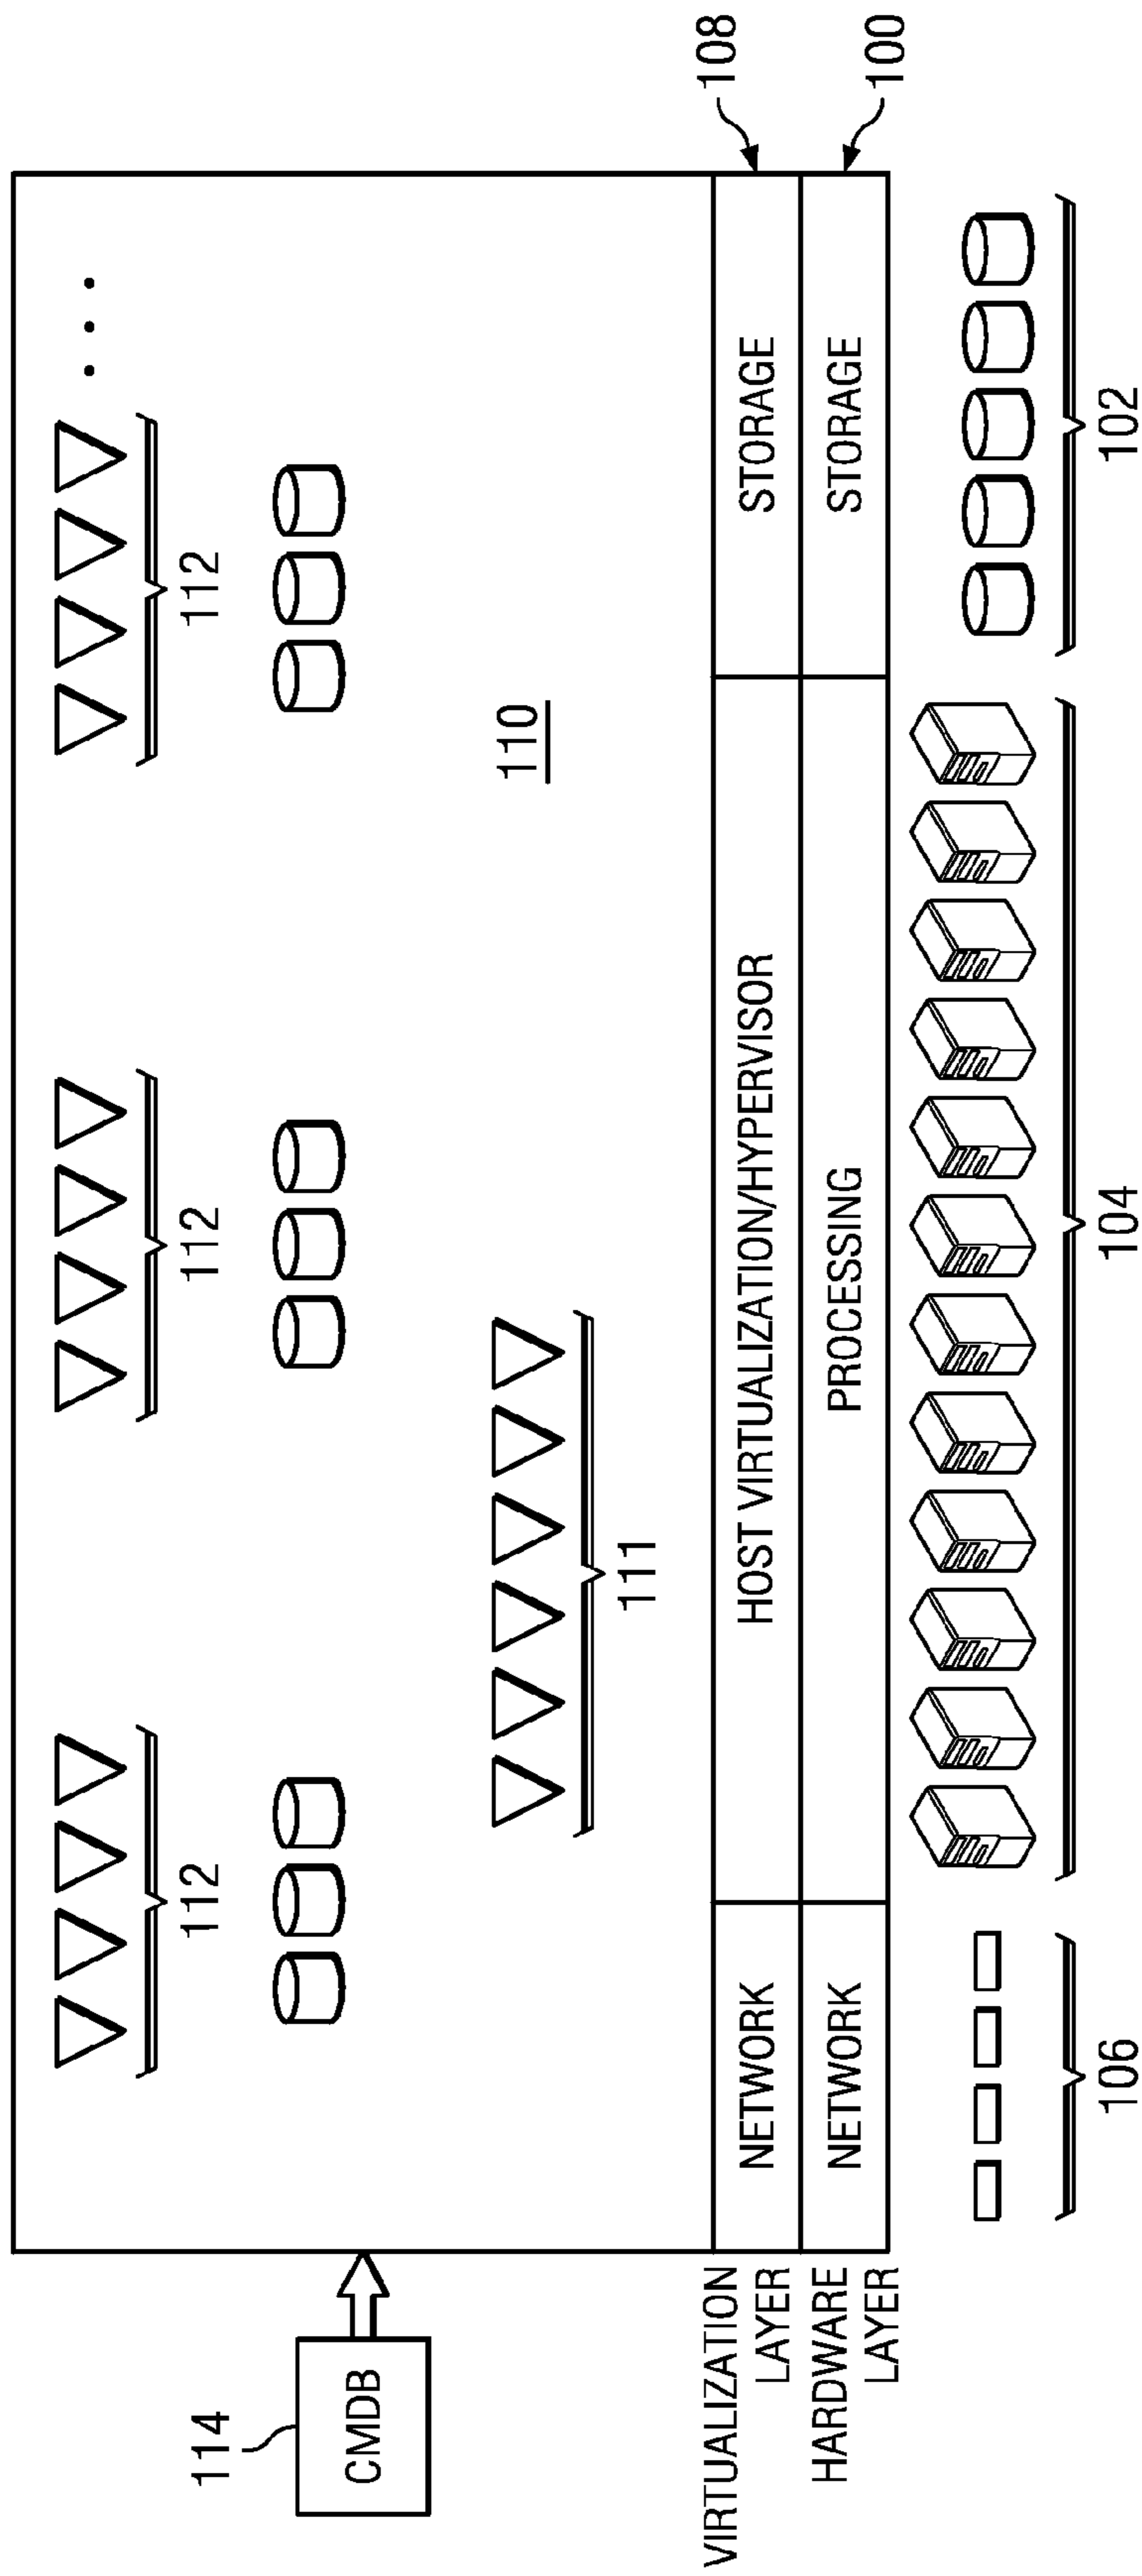 112
112
112
. . .
114
CMDB
110
111
VIRTUALIZATION
LAYER
NETWORK
HOST VIRTUALIZATION/HYPERVISOR
STORAGE
108
HARDWARE
LAYER
NETWORK
PROCESSING
STORAGE
100
106
104
102